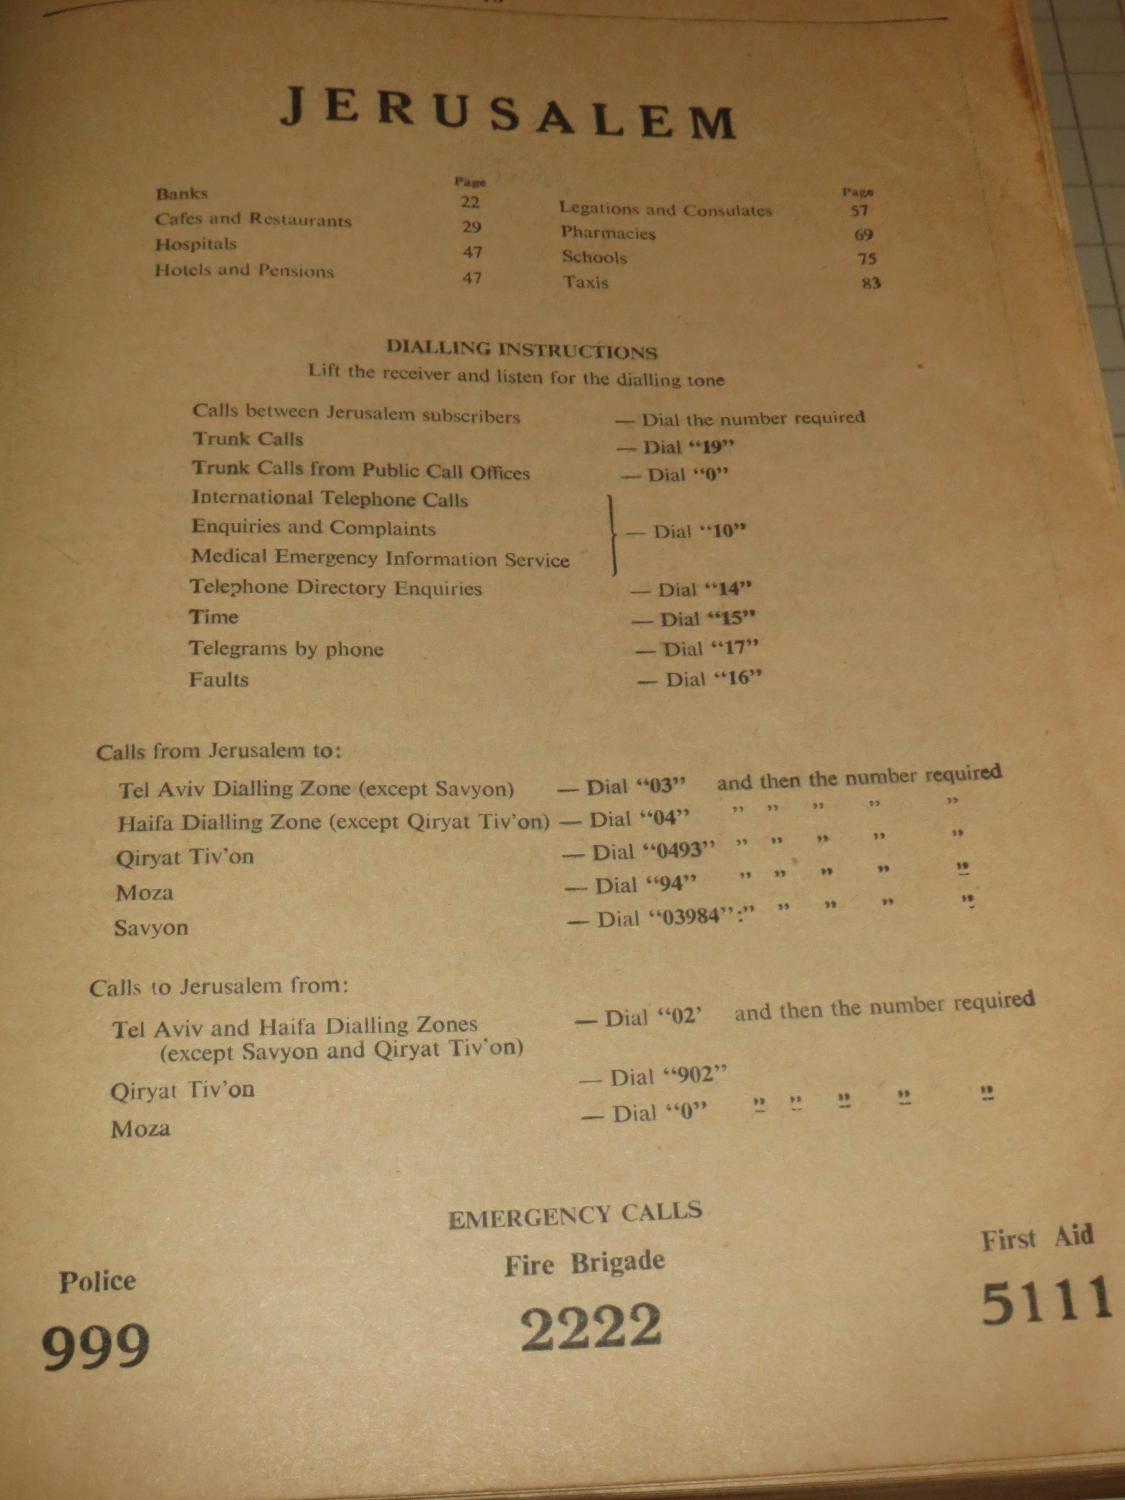 JERUSALEM
Page
Banks 22
Cafes and Restaurants 29
Hospitals 47
Hotels and Pensions 47
Page
Legations and Consulates 57
Pharmacies 69
Schools 75
Taxis 83
DIALLING INSTRUCTIONS
Lift the receiver and listen for the dialling tone
Calls between Jerusalem subscribers — Dial the number required
Trunk Calls — Dial “19”
Trunk Calls from Public Call Offices — Dial “0”
International Telephone Calls
Enquiries and Complaints } — Dial “10”
Medical Emergency Information Service
Telephone Directory Enquiries — Dial “14”
Time — Dial “15”
Telegrams by phone — Dial “17”
Faults — Dial “16”
Calls from Jerusalem to:
Tel Aviv Dialling Zone (except Savyon) — Dial “03” and then the number required
Haifa Dialling Zone (except Qiryat Tiv'on) — Dial “04” ” ” ” ” ”
Qiryat Tiv'on — Dial “0493” ” ” ” ” ”
Moza — Dial “94” ” ” ” ” ”
Savyon — Dial “03984”:” ” ” ” ”
Calls to Jerusalem from:
Tel Aviv and Haifa Dialling Zones — Dial “02’ and then the number required
(except Savyon and Qiryat Tiv'on)
Qiryat Tiv'on — Dial “902”
Moza — Dial “0” ” ” ” ” ”
EMERGENCY CALLS
Police Fire Brigade First Aid
999 2222 5111